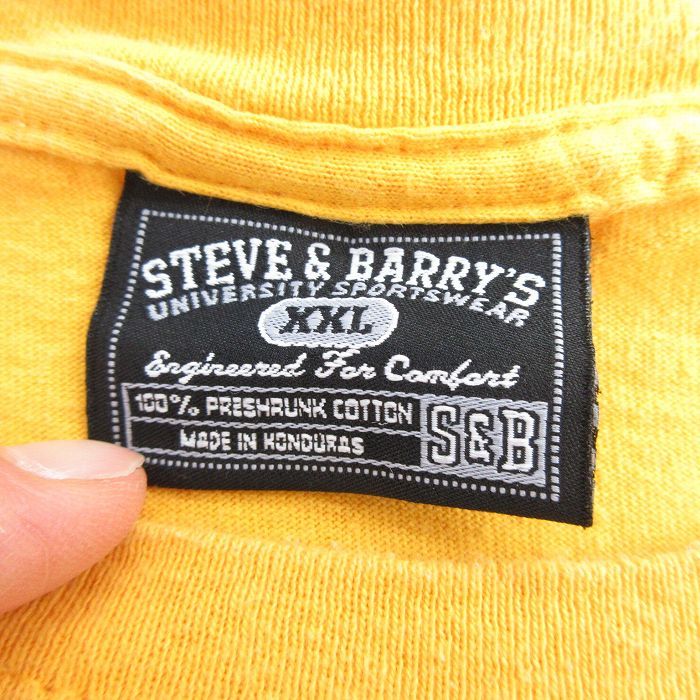 STEVE & BARRY'S
UNIVERSITY SPORTSWEAR
XXL
Engineered For Comfort
100% PRESHRUNK COTTON
MADE IN HONDURAS
S&B